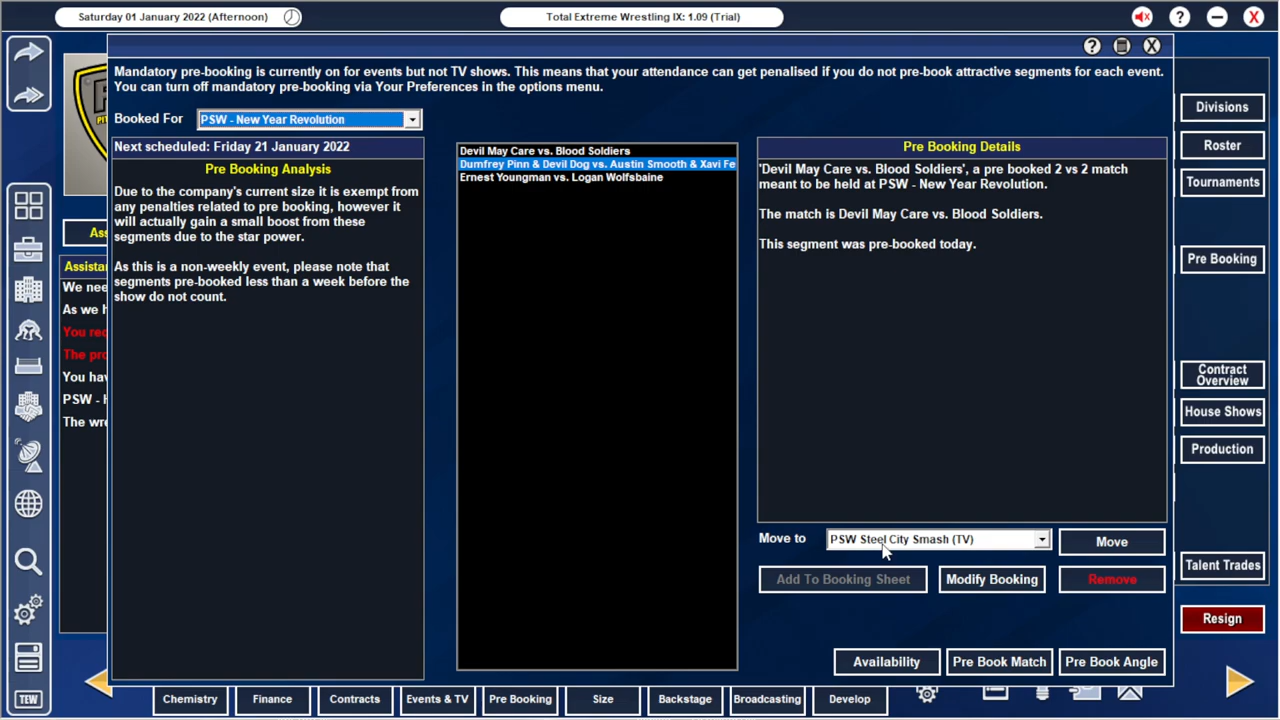 Saturday 01 January 2022 (Afternoon)
Total Extreme Wrestling IX: 1.09 (Trial)
?
X
?
X
Mandatory pre-booking is currently on for events but not TV shows. This means that your attendance can get penalised if you do not pre-book attractive segments for each event.
You can turn off mandatory pre-booking via Your Preferences in the options menu.
Booked For
PSW - New Year Revolution
Next scheduled: Friday 21 January 2022
Pre Booking Analysis
Due to the company's current size it is exempt from
any penalties related to pre booking, however it
will actually gain a small boost from these
segments due to the star power.
As this is a non-weekly event, please note that
segments pre-booked less than a week before the
show do not count.
Devil May Care vs. Blood Soldiers
Dumfrey Pinn & Devil Dog vs. Austin Smooth & Xavi Fe
Ernest Youngman vs. Logan Wolfsbaine
Pre Booking Details
'Devil May Care vs. Blood Soldiers', a pre booked 2 vs 2 match
meant to be held at PSW - New Year Revolution.
The match is Devil May Care vs. Blood Soldiers.
This segment was pre-booked today.
Move to
PSW Steel City Smash (TV)
Move
Add To Booking Sheet
Modify Booking
Remove
Availability
Pre Book Match
Pre Book Angle
Divisions
Roster
Tournaments
Pre Booking
Contract
Overview
House Shows
Production
Talent Trades
Resign
Ass
Assista
We nee
As we h
You rec
The pro
You hav
PSW - H
The wre
TEW
Chemistry
Finance
Contracts
Events & TV
Pre Booking
Size
Backstage
Broadcasting
Develop